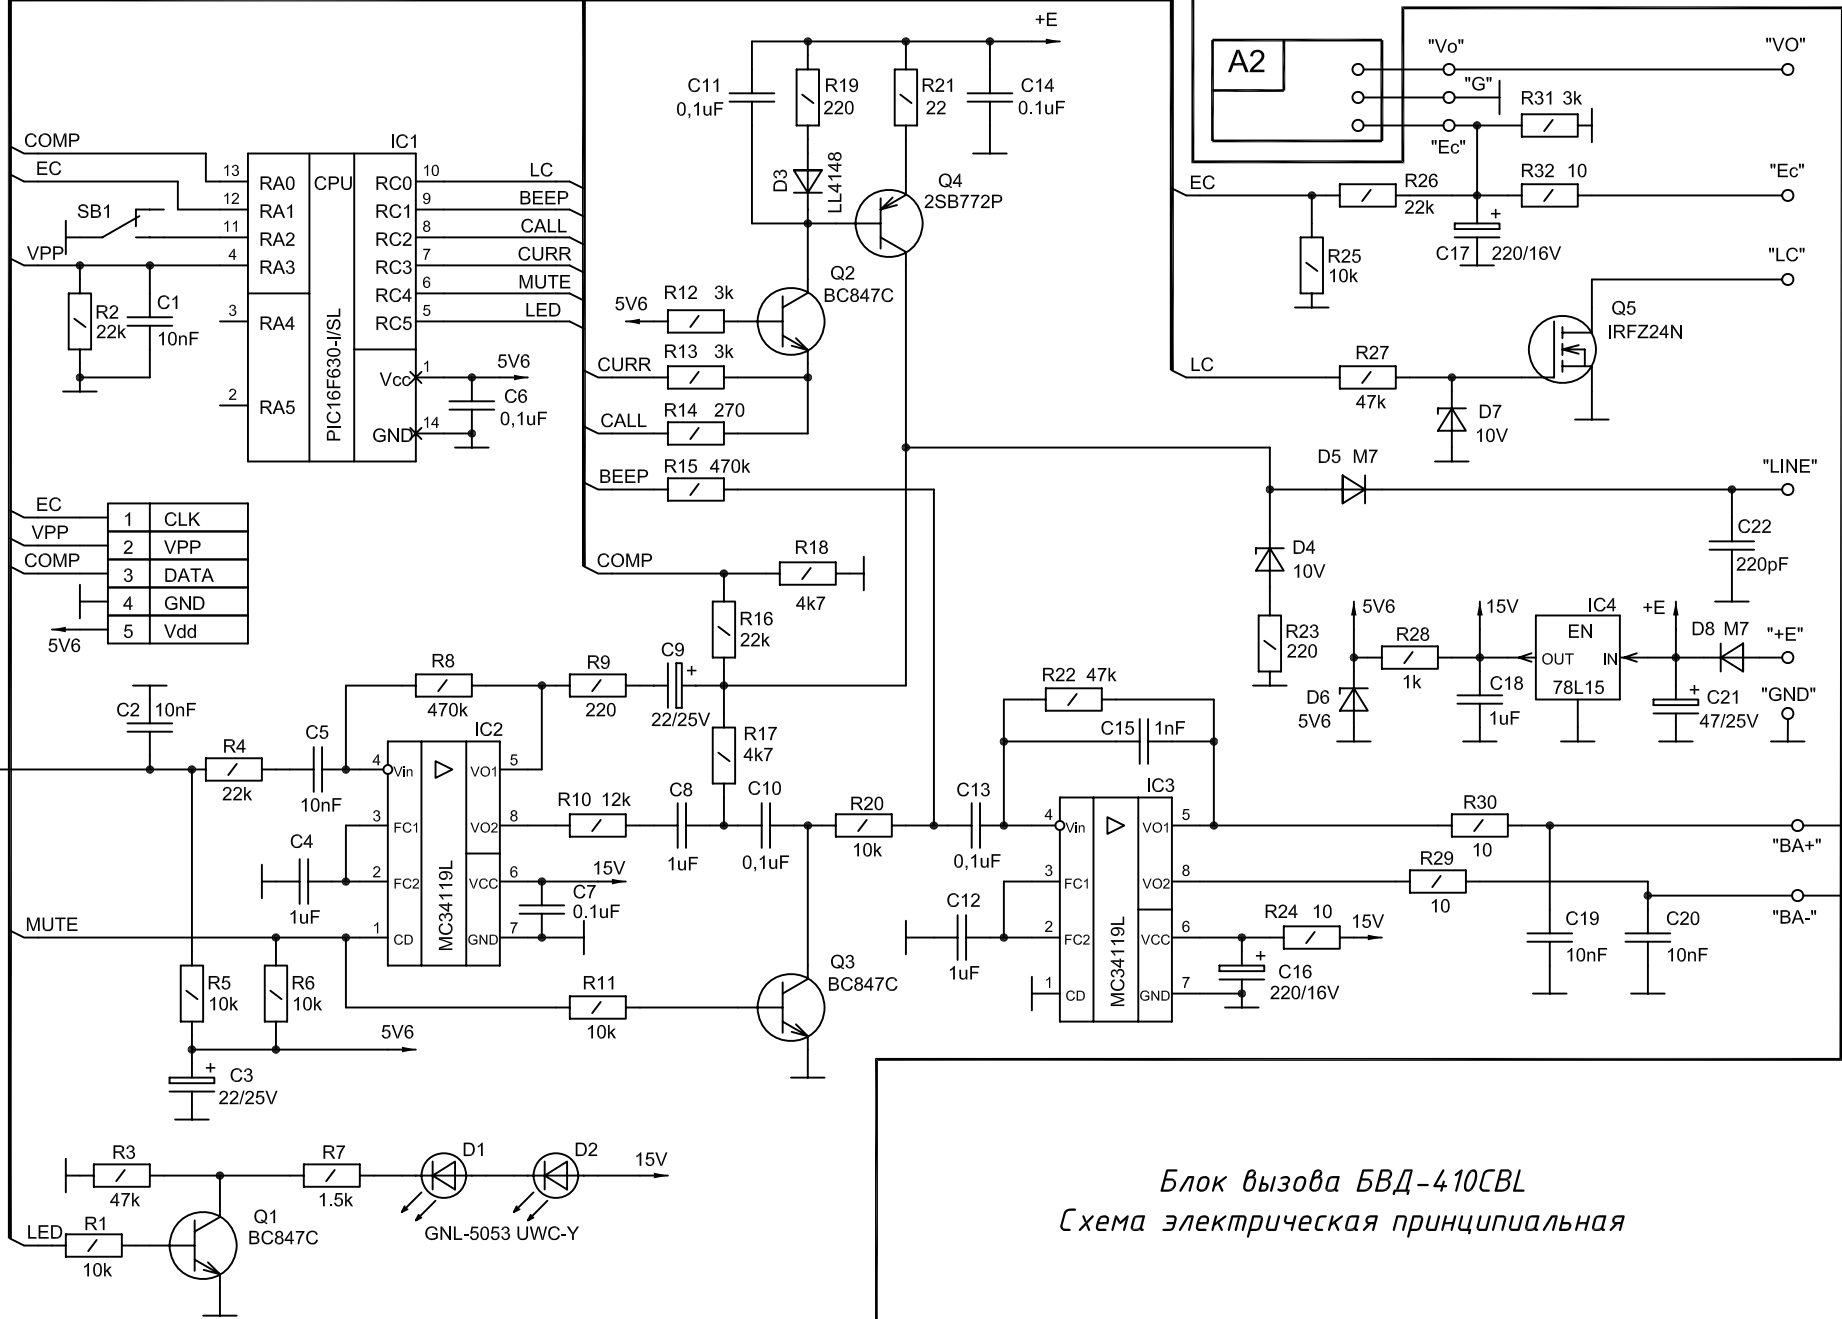 +E
C11
0,1uF
R19
220
R21
22
C14
0.1uF
D3
LL4148
Q4
2SB772P
Q2
BC847C
5V6
R12 3k
R13 3k
CURR
R14 270
CALL
R15 470k
BEEP
COMP
R18
4k7
R16
22k
COMP
EC
SB1
VPP
R2
22k
C1
10nF
IC1
13
12
11
4
3
2
RA0
RA1
RA2
RA3
RA4
RA5
CPU
PIC16F630-I/SL
RC0
RC1
RC2
RC3
RC4
RC5
Vcc
GND
10
9
8
7
6
5
1
14
LC
BEEP
CALL
CURR
MUTE
LED
5V6
C6
0,1uF
EC
VPP
COMP
5V6
1 CLK
2 VPP
3 DATA
4 GND
5 Vdd
A2
"Vo"
"G"
"Ec"
"VO"
R31 3k
R32 10
"Ec"
EC
R26
22k
R25
10k
C17
+
220/16V
"LC"
Q5
IRFZ24N
LC
R27
47k
D7
10V
D5 M7
"LINE"
C22
220pF
D4
10V
R23
220
5V6
R28
1k
D6
5V6
15V
C18
1uF
IC4
EN
OUT
IN
78L15
+E
D8 M7
"+E"
+
C21
47/25V
"GND"
C2
10nF
R4
22k
C5
10nF
R8
470k
R9
220
C9
+
22/25V
R17
4k7
IC2
4
3
2
1
Vin
FC1
FC2
CD
MC34119L
VO1
VO2
VCC
GND
5
8
6
7
C4
1uF
R10 12k
C8
1uF
C10
0,1uF
15V
C7
0.1uF
R20
10k
C13
0,1uF
R22 47k
C15
1nF
IC3
4
3
2
1
Vin
FC1
FC2
CD
MC34119L
VO1
VO2
VCC
GND
5
8
6
7
C12
1uF
R30
10
R29
10
R24 10
15V
+
C16
220/16V
C19
10nF
C20
10nF
"BA+"
"BA-"
MUTE
R5
10k
R6
10k
R11
10k
5V6
+
C3
22/25V
Q3
BC847C
R3
47k
R7
1.5k
D1
D2
15V
GNL-5053 UWC-Y
LED
R1
10k
Q1
BC847C
Блок вызова БВД-410CBL
Схема электрическая принципиальная